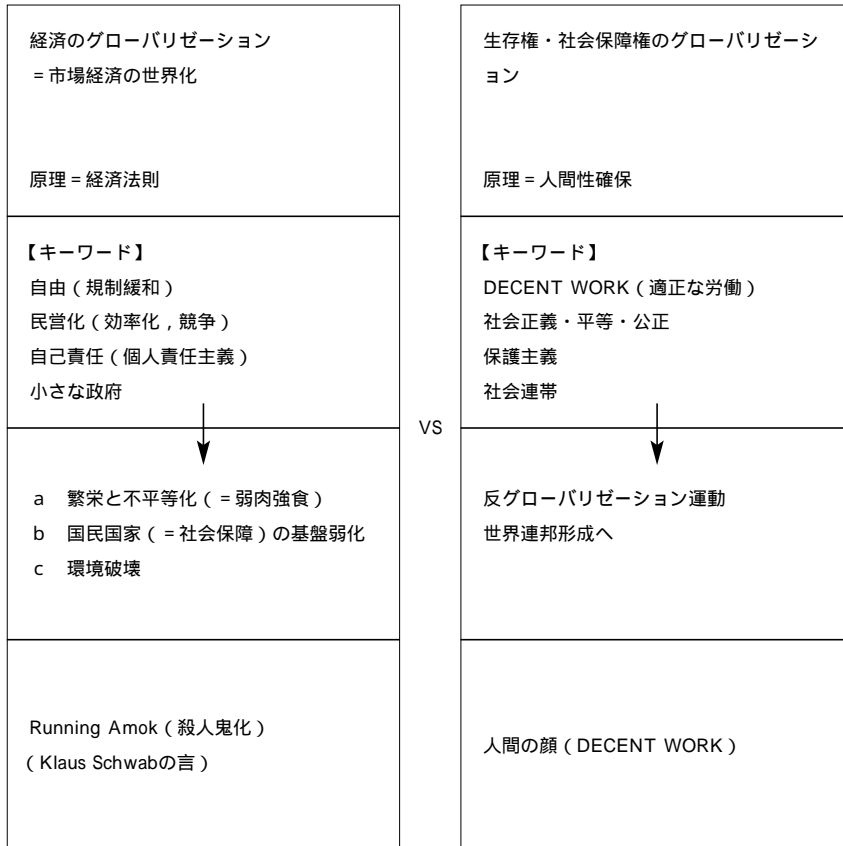 経済のグローバリゼーション
=市場経済の世界化
原理=経済法則
【キーワード】
自由(規制緩和)
民営化(効率化,競争)
自己責任(個人責任主義)
小さな政府
a 繁栄と不平等化(=弱肉強食)
b 国民国家(=社会保障)の基盤弱化
c 環境破壊
Running Amok(殺人鬼化)
(Klaus Schwabの言)
VS
生存権・社会保障権のグローバリゼーシ
ョン
原理=人間性確保
【キーワード】
DECENT WORK(適正な労働)
社会正義・平等・公正
保護主義
社会連帯
反グローバリゼーション運動
世界連邦形成へ
人間の顔(DECENT WORK)